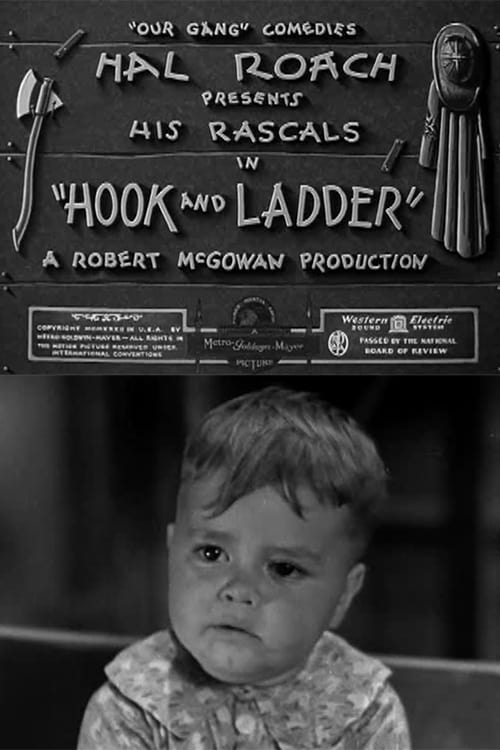 "OUR GANG" COMEDIES
HAL ROACH
PRESENTS
HIS RASCALS
IN
"HOOK AND LADDER"
A ROBERT McGOWAN PRODUCTION
COPYRIGHT MCMXXXII IN U.S.A. BY
METRO-GOLDWYN-MAYER—ALL RIGHTS IN
THIS MOTION PICTURE RESERVED UNDER
INTERNATIONAL CONVENTIONS
A
Metro-Goldwyn-Mayer
PICTURE
Western Electric
SOUND SYSTEM
PASSED BY THE NATIONAL
BOARD OF REVIEW